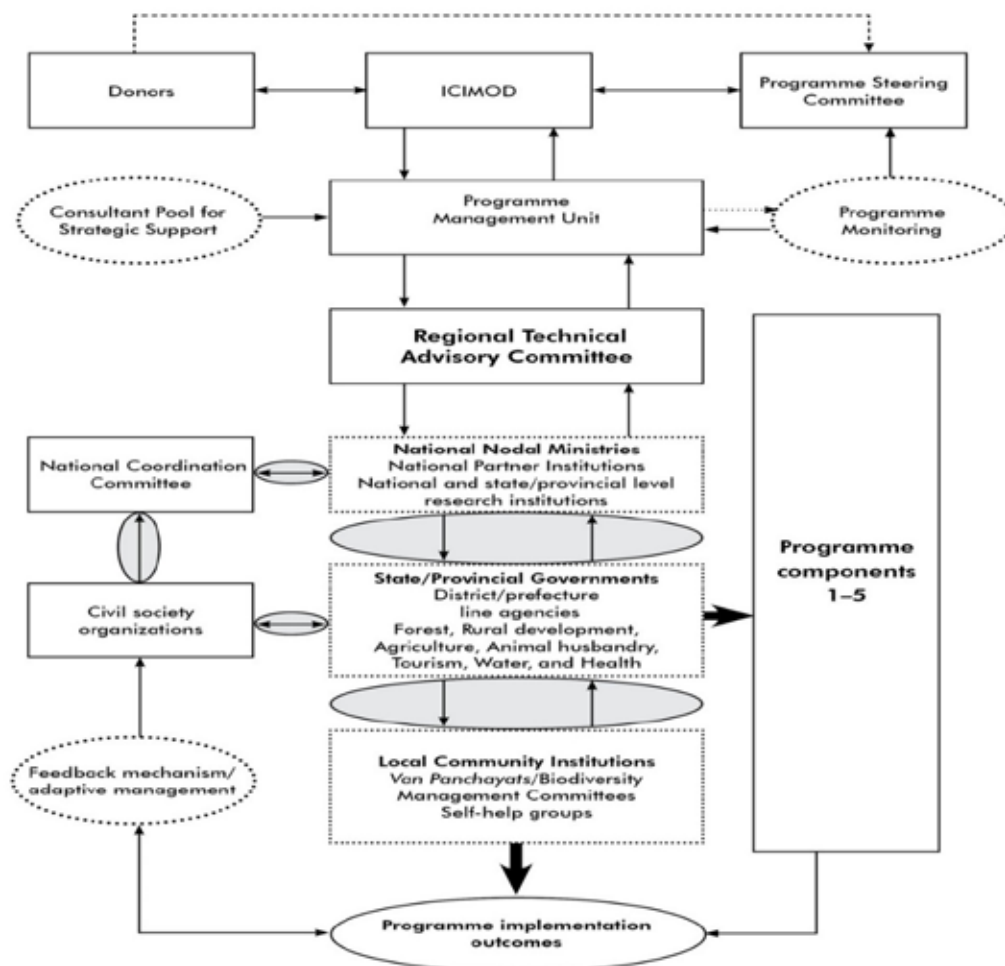 Donors
ICIMOD
Programme Steering
Committee
Consultant Pool for
Strategic Support
Programme
Management Unit
Programme
Monitoring
Regional Technical
Advisory Committee
National Coordination
Committee
National Nodal Ministries
National Partner Institutions
National and state/provincial level
research institutions
Civil society
organizations
State/Provincial Governments
District/prefecture
line agencies
Forest, Rural development,
Agriculture, Animal husbandry,
Tourism, Water, and Health
Programme
components
1–5
Feedback mechanism/
adaptive management
Local Community Institutions
Van Panchayats/Biodiversity
Management Committees
Self-help groups
Programme implementation
outcomes